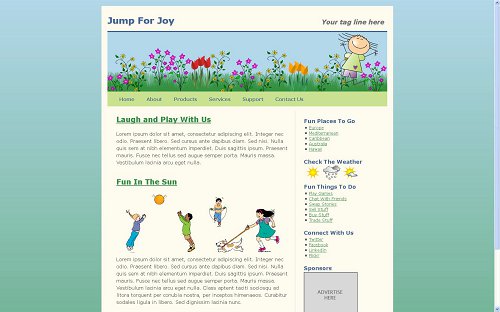 Jump For Joy
Your tag line here
Home About Products Services Support Contact Us
Laugh and Play With Us
Lorem ipsum dolor sit amet, consectetur adipiscing elit. Integer nec
odio. Praesent libero. Sed cursus ante dapibus diam. Sed nisi. Nulla
quis sem at nibh elementum imperdiet. Duis sagittis ipsum. Praesent
mauris. Fusce nec tellus sed augue semper porta. Mauris massa.
Vestibulum lacinia arcu eget nulla.
Fun In The Sun
Lorem ipsum dolor sit amet, consectetur adipiscing elit. Integer nec
odio. Praesent libero. Sed cursus ante dapibus diam. Sed nisi. Nulla
quis sem at nibh elementum imperdiet. Duis sagittis ipsum. Praesent
mauris. Fusce nec tellus sed augue semper porta. Mauris massa.
Vestibulum lacinia arcu eget nulla. Class aptent taciti sociosqu ad
litora torquent per conubia nostra, per inceptos himenaeos. Curabitur
sodales ligula in libero. Sed dignissim lacinia nunc.
Fun Places To Go
Europe
Mediterranean
Caribbean
Australia
Hawaii
Check The Weather
Fun Things To Do
Play Games
Chat With Friends
Swap Stories
Sell Stuff
Buy Stuff
Trade Stuff
Connect With Us
Twitter
Facebook
LinkedIn
Flickr
Sponsors
ADVERTISE
HERE